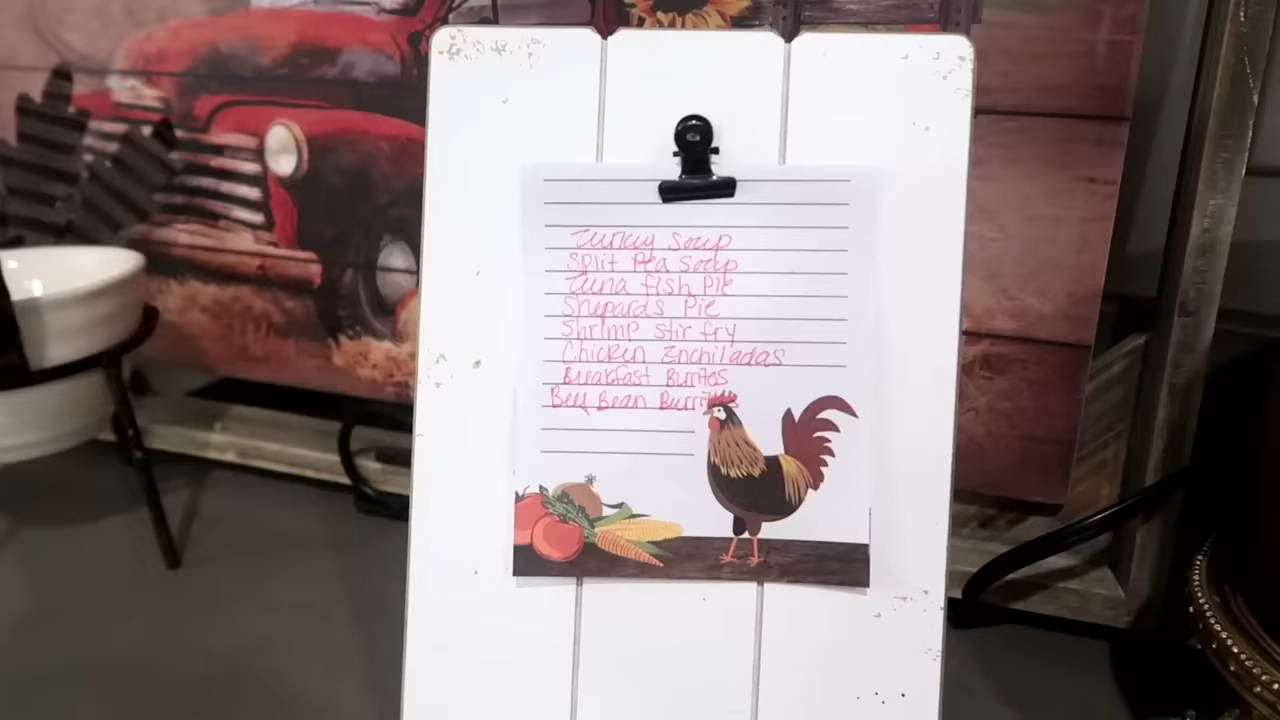 Turkey Soup
Split Pea Soup
Tuna fish Pie
Shepards Pie
Shrimp stir fry
Chicken Enchiladas
Breakfast Burritos
Beef Bean Burritos